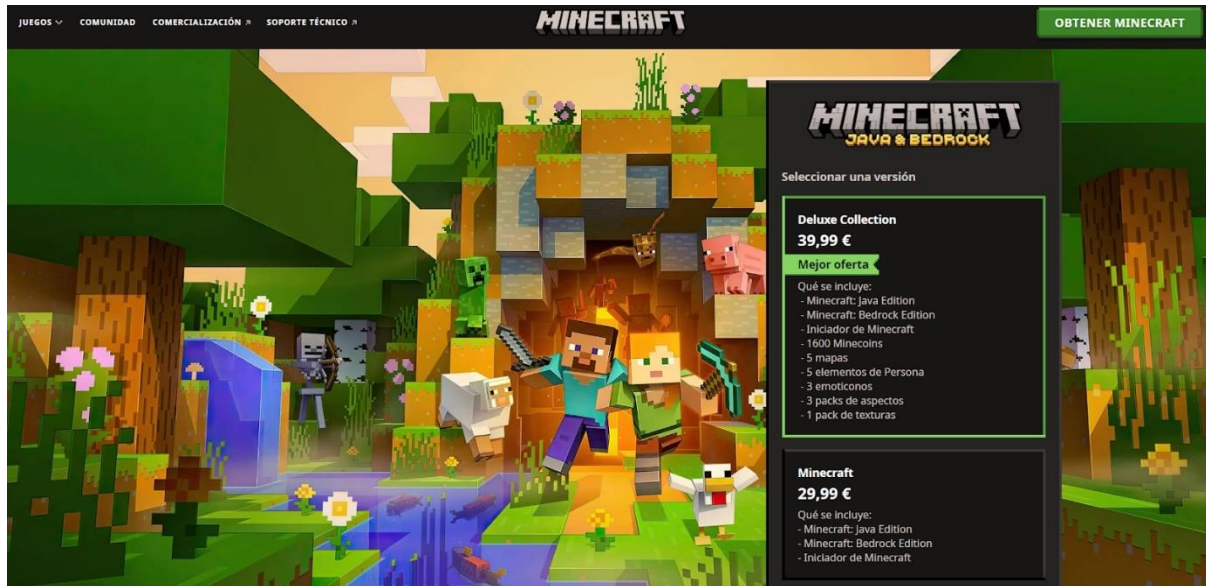 JUEGOS
COMUNIDAD
COMERCIALIZACIÓN
SOPORTE TÉCNICO
MINECRAFT
OBTENER MINECRAFT
MINECRAFT
JAVA & BEDROCK
Seleccionar una versión
Deluxe Collection
39,99 €
Mejor oferta
Qué se incluye:
- Minecraft: Java Edition
- Minecraft: Bedrock Edition
- Iniciador de Minecraft
- 1600 Minecoins
- 5 mapas
- 5 elementos de Persona
- 3 emoticonos
- 3 packs de aspectos
- 1 pack de texturas
Minecraft
29,99 €
Qué se incluye:
- Minecraft: Java Edition
- Minecraft: Bedrock Edition
- Iniciador de Minecraft